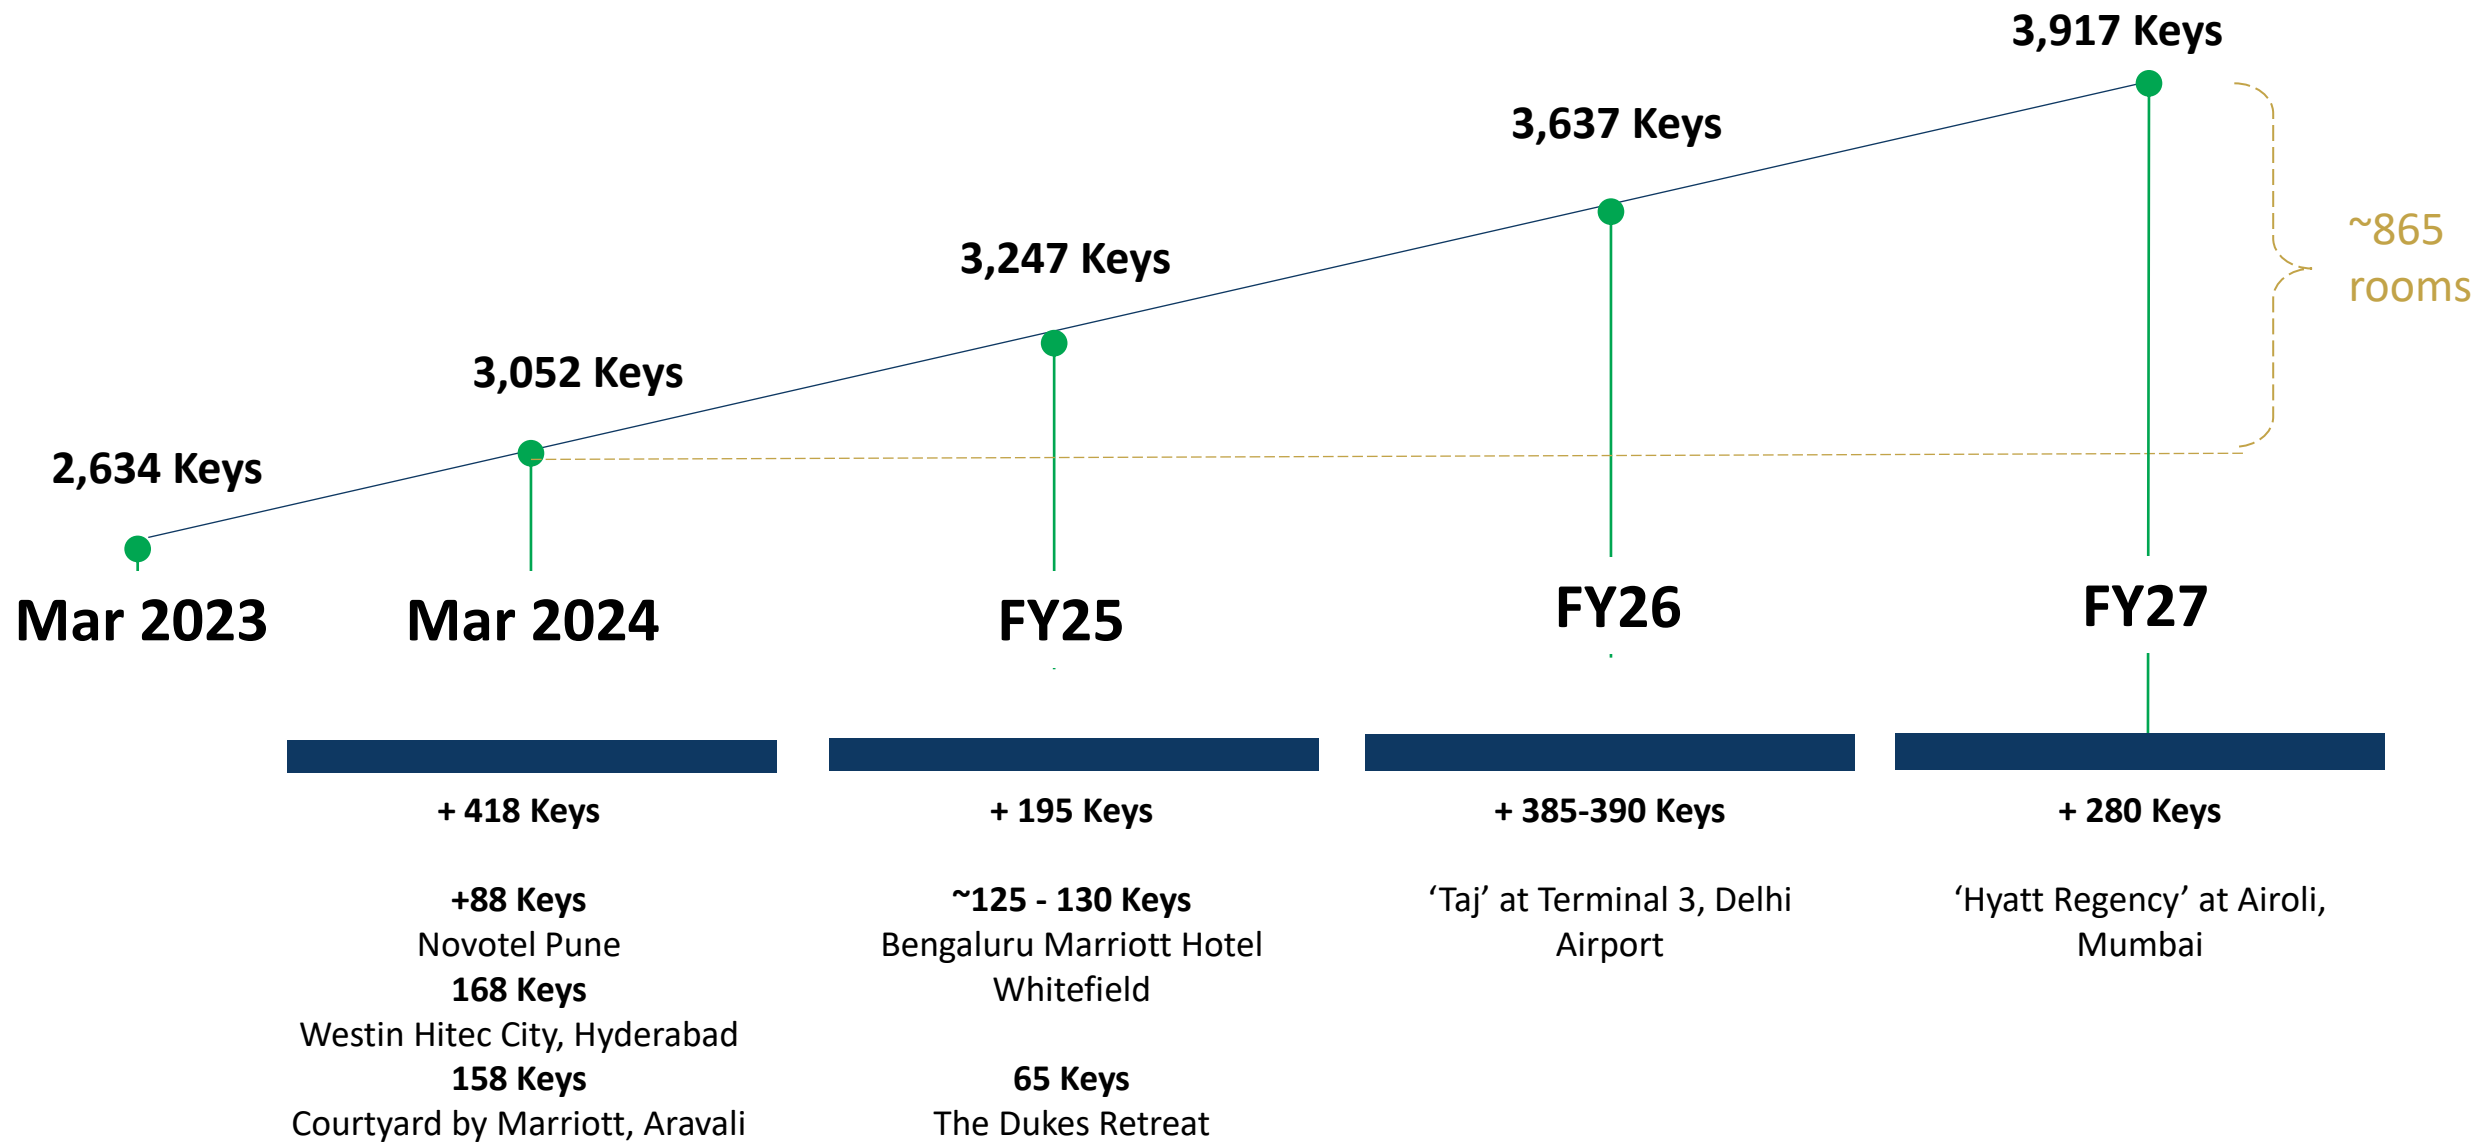 3,917 Keys
3,637 Keys
~865
rooms
3,247 Keys
3,052 Keys
2,634 Keys
Mar 2023
Mar 2024
FY25
FY26
FY27
+ 418 Keys
+88 Keys
Novotel Pune
168 Keys
Westin Hitec City, Hyderabad
158 Keys
Courtyard by Marriott, Aravali
+ 195 Keys
~125 - 130 Keys
Bengaluru Marriott Hotel
Whitefield
65 Keys
The Dukes Retreat
+ 385-390 Keys
‘Taj’ at Terminal 3, Delhi
Airport
+ 280 Keys
‘Hyatt Regency’ at Airoli,
Mumbai